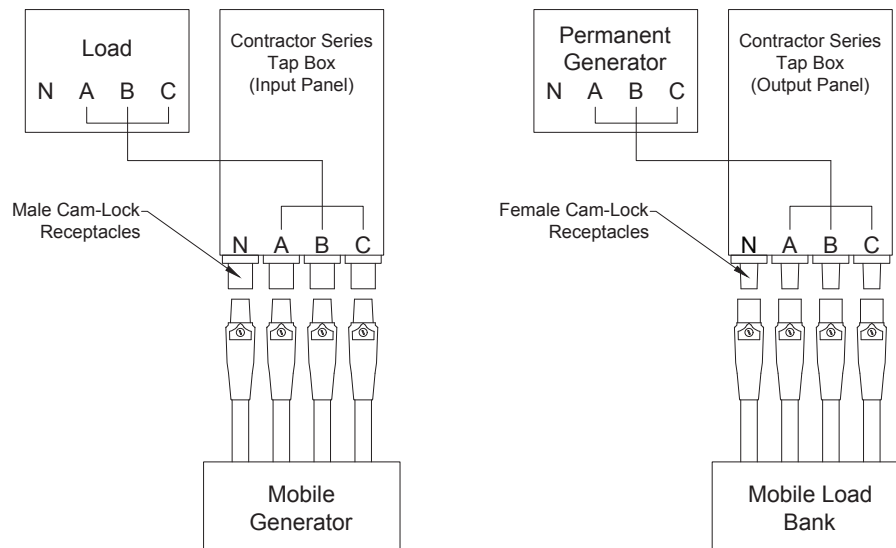 Load
N A B C
Contractor Series
Tap Box
(Input Panel)
Male Cam-Lock
Receptacles
N A B C
Mobile
Generator
Permanent
Generator
N A B C
Contractor Series
Tap Box
(Output Panel)
Female Cam-Lock
Receptacles
N A B C
Mobile Load
Bank